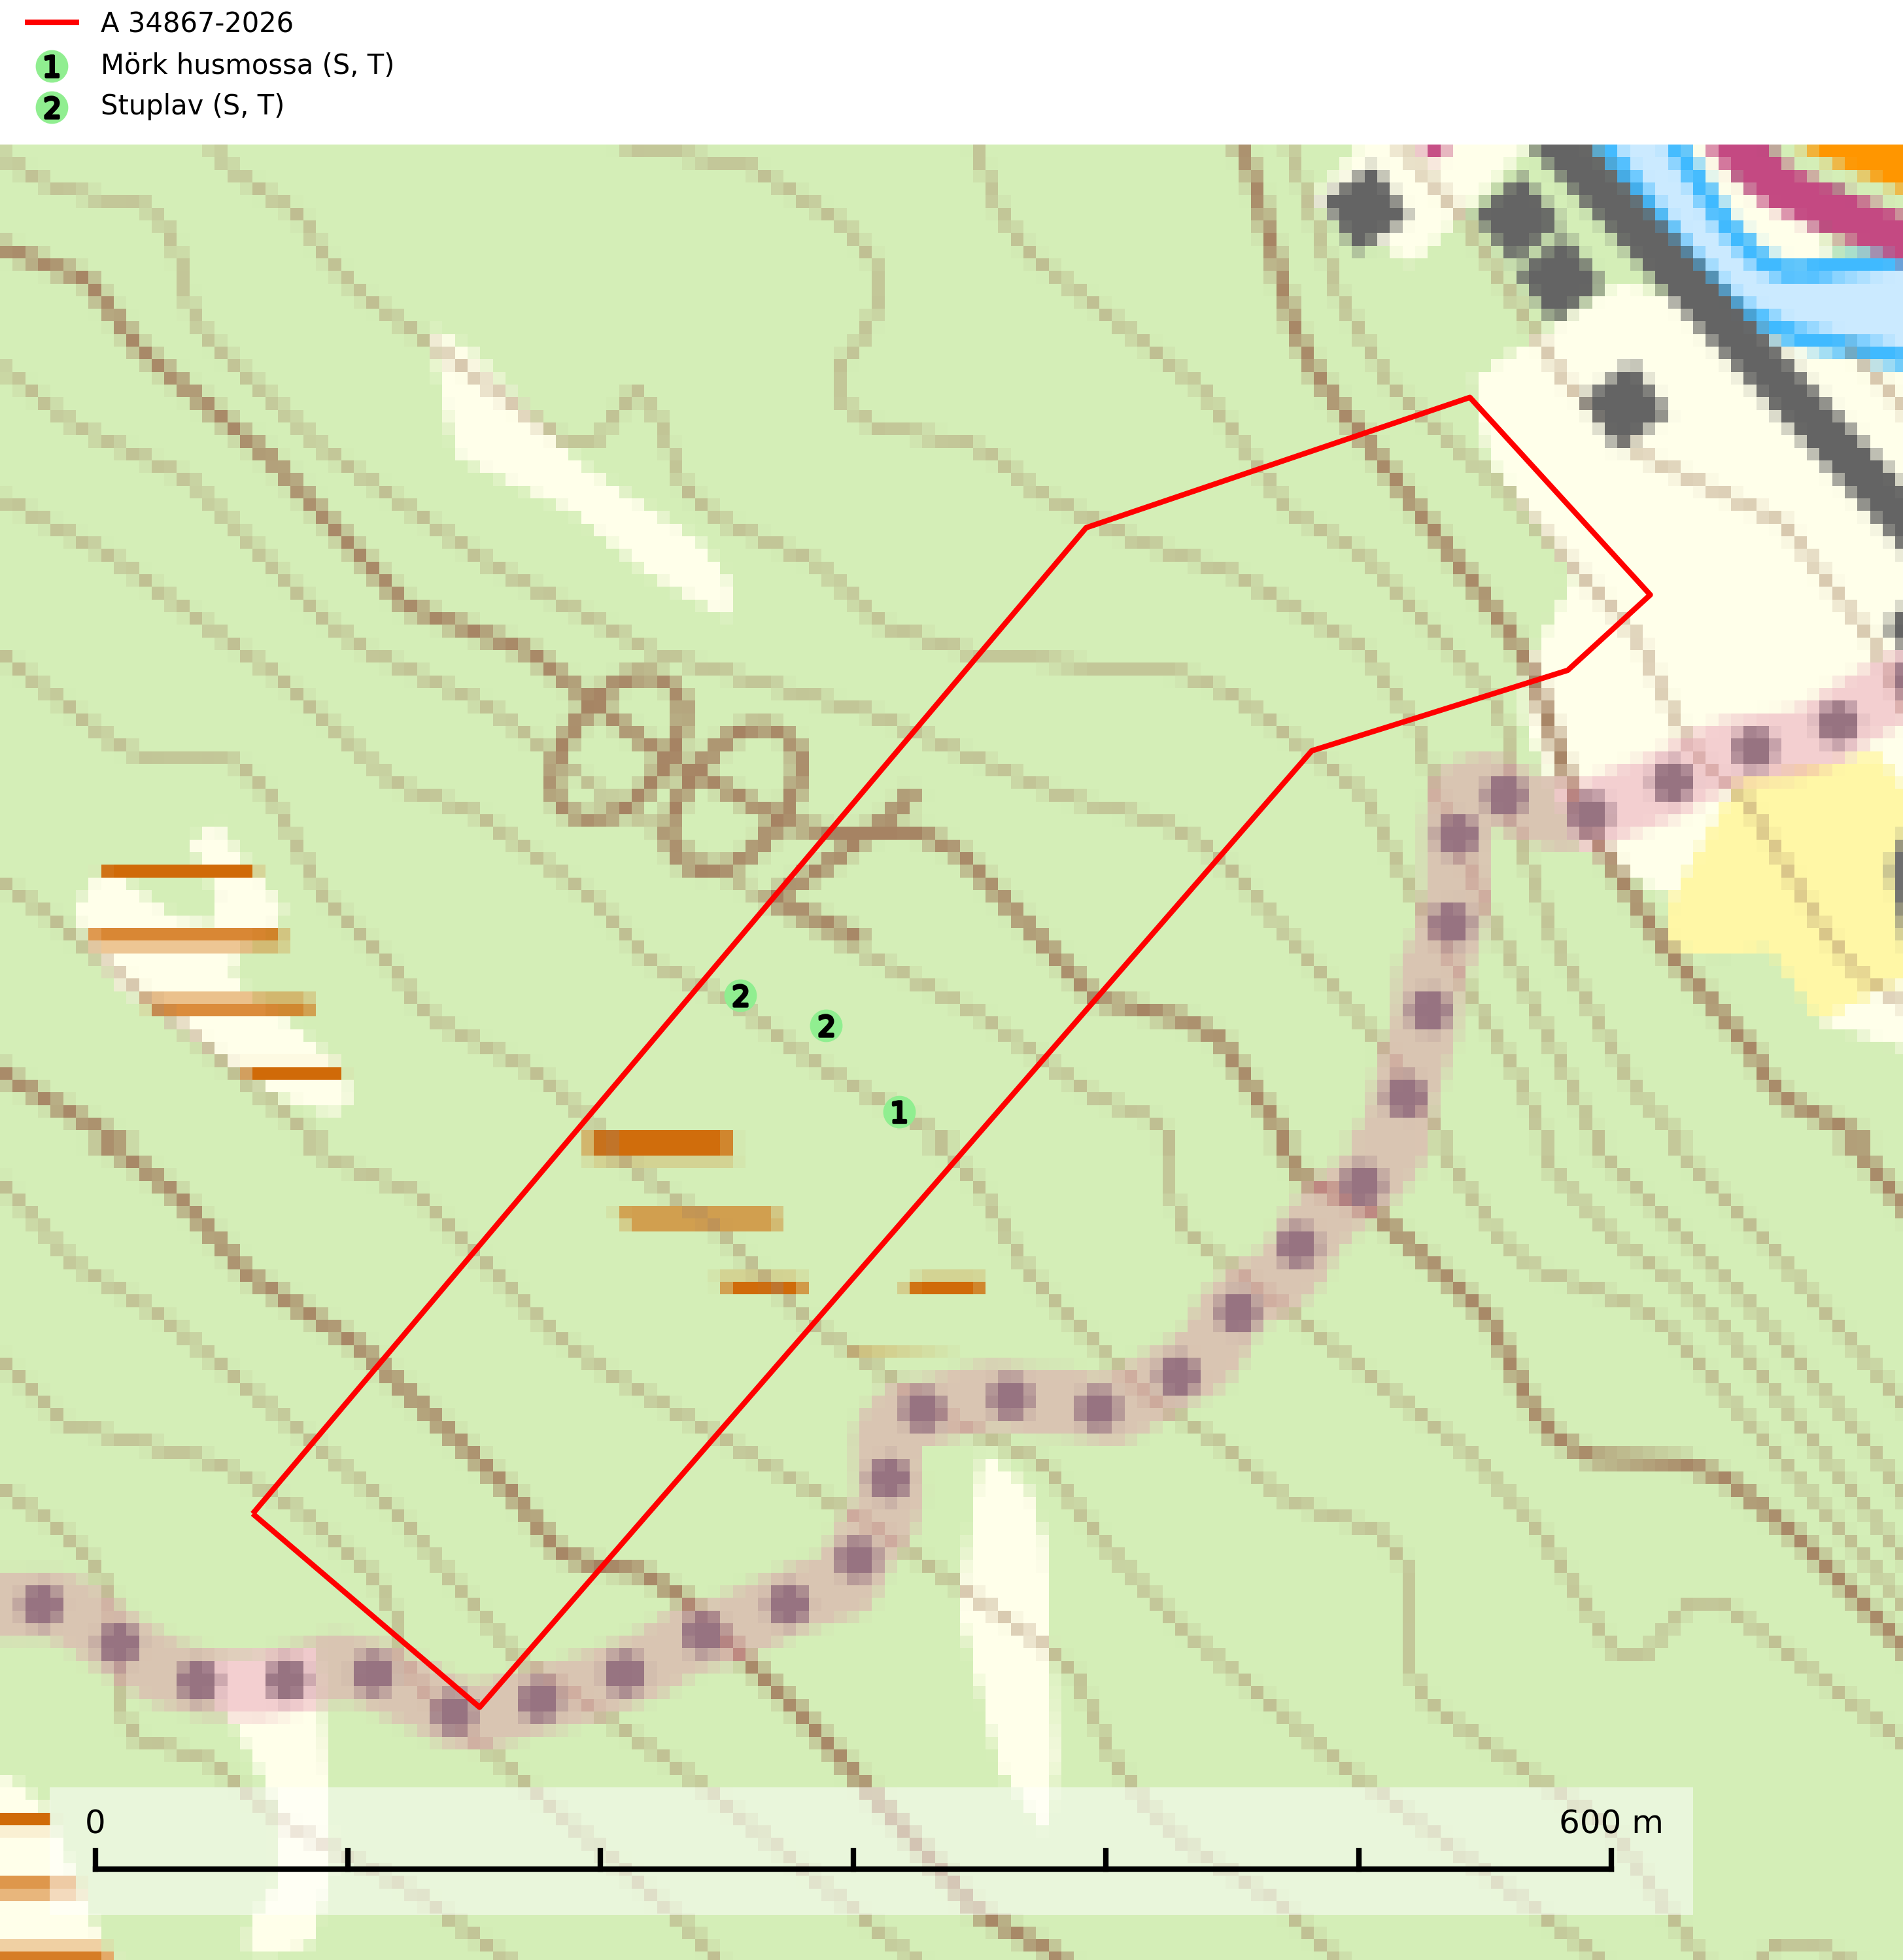 A 34867-2026
1 Mörk husmossa (S, T)
2 Stuplav (S, T)
2
2
1
0 600 m